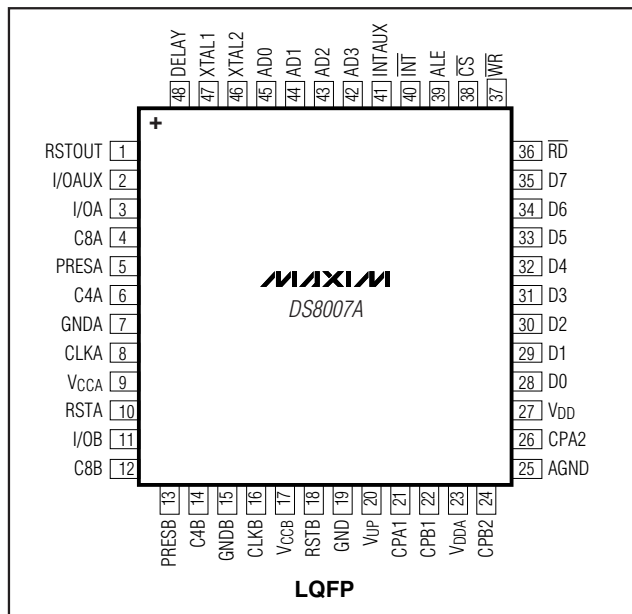 DELAY
XTAL1
XTAL2
AD0
AD1
AD2
AD3
INTAUX
INT
ALE
CS
WR
48
47
46
45
44
43
42
41
40
39
38
37
+
RSTOUT 1
I/OAUX 2
I/OA 3
C8A 4
PRESA 5
C4A 6
GNDA 7
CLKA 8
VCCA 9
RSTA 10
I/OB 11
C8B 12
MAXIM
DS8007A
36 RD
35 D7
34 D6
33 D5
32 D4
31 D3
30 D2
29 D1
28 D0
27 VDD
26 CPA2
25 AGND
13
14
15
16
17
18
19
20
21
22
23
24
PRESB
C4B
GNDB
CLKB
VCCB
RSTB
GND
VUP
CPA1
CPB1
VDDA
CPB2
LQFP